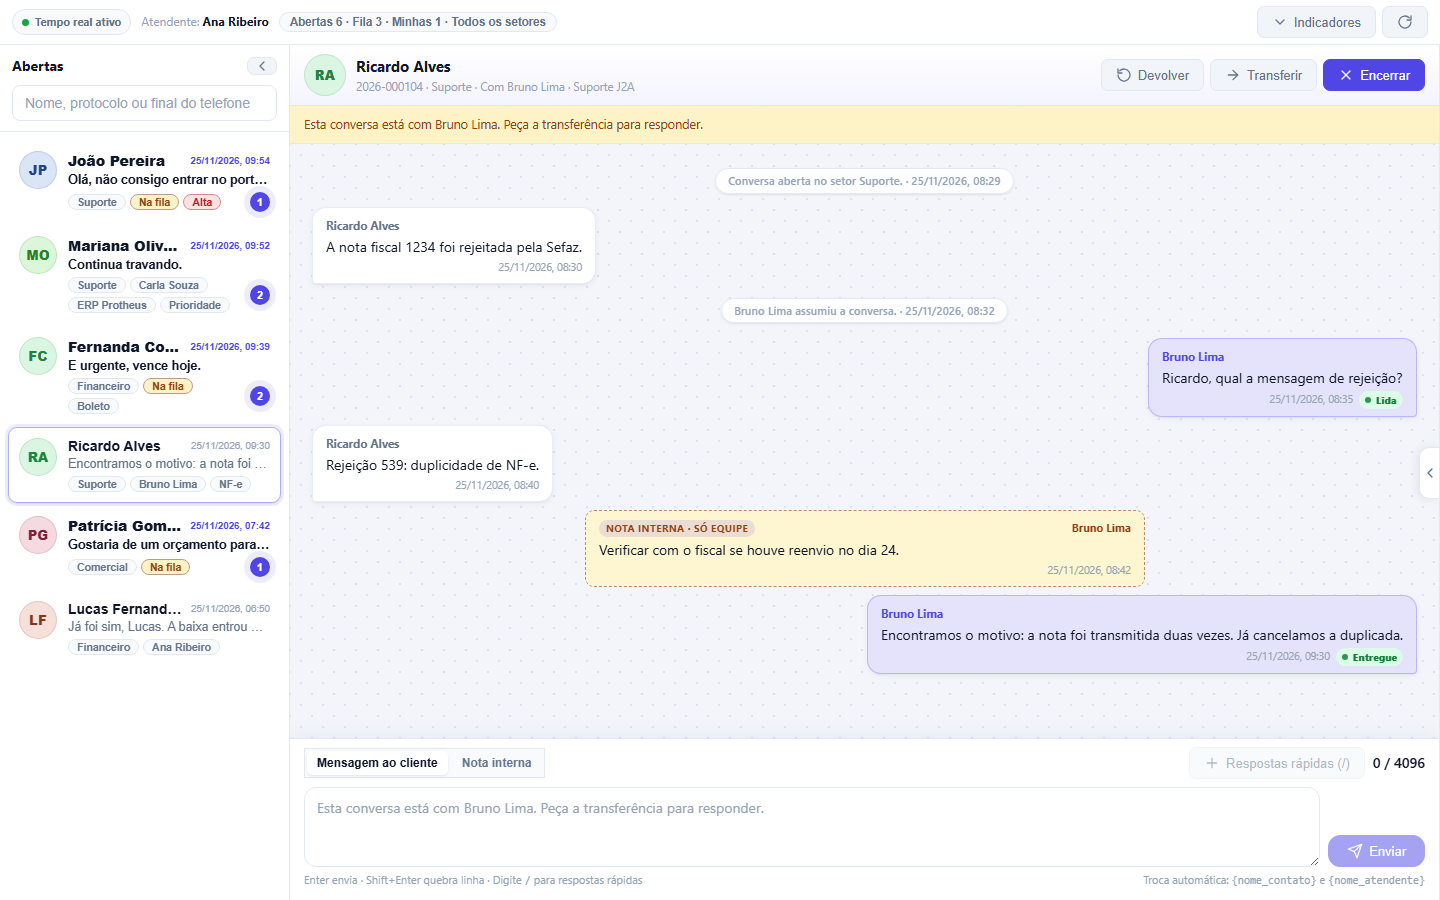 Tempo real ativo
Atendente: Ana Ribeiro
Abertas 6 · Fila 3 · Minhas 1 · Todos os setores
Indicadores
Abertas
Nome, protocolo ou final do telefone
JP
João Pereira
25/11/2026, 09:54
Olá, não consigo entrar no port...
Suporte
Na fila
Alta
1
MO
Mariana Oliv...
25/11/2026, 09:52
Continua travando.
Suporte
Carla Souza
ERP Protheus
Prioridade
2
FC
Fernanda Co...
25/11/2026, 09:39
E urgente, vence hoje.
Financeiro
Na fila
Boleto
2
RA
Ricardo Alves
25/11/2026, 09:30
Encontramos o motivo: a nota foi ...
Suporte
Bruno Lima
NF-e
PG
Patrícia Gom...
25/11/2026, 07:42
Gostaria de um orçamento para...
Comercial
Na fila
1
LF
Lucas Fernand...
25/11/2026, 06:50
Já foi sim, Lucas. A baixa entrou ...
Financeiro
Ana Ribeiro
RA
Ricardo Alves
2026-000104 · Suporte · Com Bruno Lima · Suporte J2A
Devolver
Transferir
Encerrar
Esta conversa está com Bruno Lima. Peça a transferência para responder.
Conversa aberta no setor Suporte. · 25/11/2026, 08:29
Ricardo Alves
A nota fiscal 1234 foi rejeitada pela Sefaz.
25/11/2026, 08:30
Bruno Lima assumiu a conversa. · 25/11/2026, 08:32
Bruno Lima
Ricardo, qual a mensagem de rejeição?
25/11/2026, 08:35
Lida
Ricardo Alves
Rejeição 539: duplicidade de NF-e.
25/11/2026, 08:40
NOTA INTERNA · SÓ EQUIPE
Bruno Lima
Verificar com o fiscal se houve reenvio no dia 24.
25/11/2026, 08:42
Bruno Lima
Encontramos o motivo: a nota foi transmitida duas vezes. Já cancelamos a duplicada.
25/11/2026, 09:30
Entregue
Mensagem ao cliente
Nota interna
Respostas rápidas (/)
0 / 4096
Esta conversa está com Bruno Lima. Peça a transferência para responder.
Enviar
Enter envia · Shift+Enter quebra linha · Digite / para respostas rápidas
Troca automática: {nome_contato} e {nome_atendente}